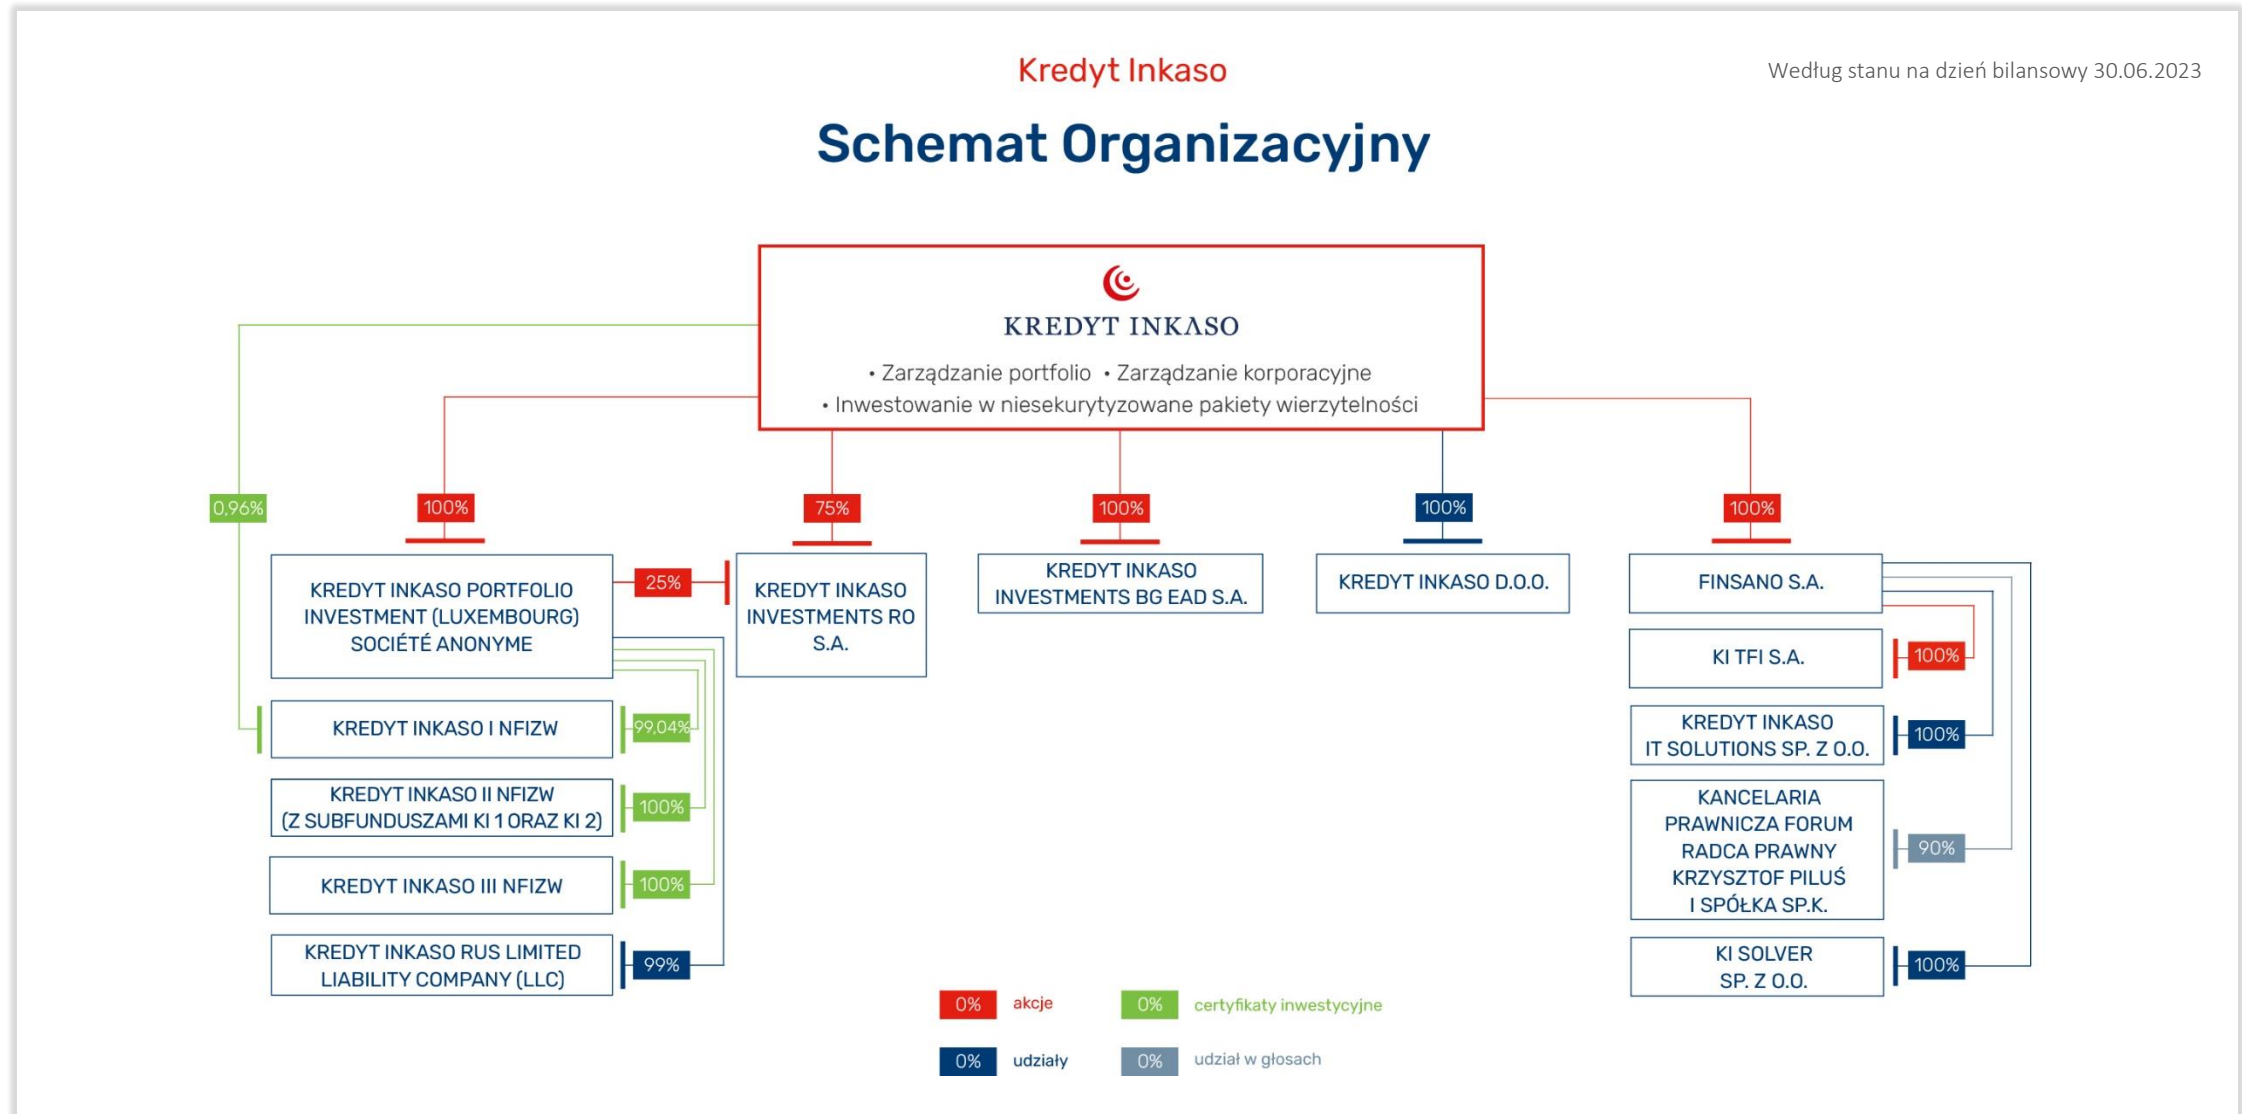 Kredyt Inkaso
Według stanu na dzień bilansowy 30.06.2023
Schemat Organizacyjny
KREDYT INKASO
• Zarządzanie portfolio • Zarządzanie korporacyjne
• Inwestowanie w niesekurytyzowane pakiety wierzytelności
0,96%
100%
75%
100%
100%
100%
KREDYT INKASO PORTFOLIO
INVESTMENT (LUXEMBOURG)
SOCIÉTÉ ANONYME
25%
KREDYT INKASO
INVESTMENTS RO
S.A.
KREDYT INKASO
INVESTMENTS BG EAD S.A.
KREDYT INKASO D.O.O.
FINSANO S.A.
KI TFI S.A.
100%
KREDYT INKASO I NFIZW
99,04%
KREDYT INKASO
IT SOLUTIONS SP. Z O.O.
100%
KREDYT INKASO II NFIZW
(Z SUBFUNDUSZAMI KI 1 ORAZ KI 2)
100%
KANCELARIA
PRAWNICZA FORUM
RADCA PRAWNY
KRZYSZTOF PILUŚ
I SPÓŁKA SP.K.
90%
KREDYT INKASO III NFIZW
100%
KREDYT INKASO RUS LIMITED
LIABILITY COMPANY (LLC)
99%
KI SOLVER
SP. Z O.O.
100%
0% akcje
0% certyfikaty inwestycyjne
0% udziały
0% udział w głosach